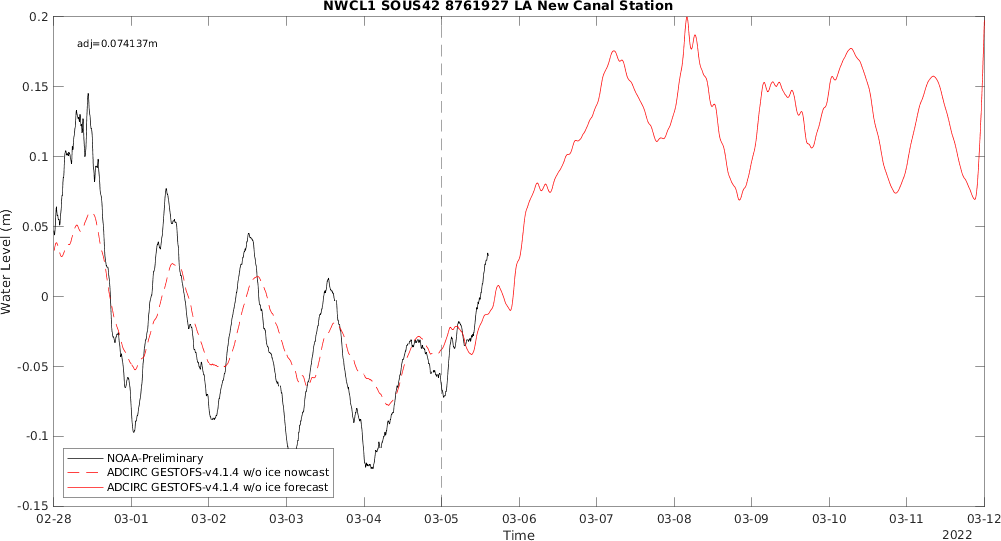 NWCL1 SOUS42 8761927 LA New Canal Station
adj=0.074137m
0.2
0.15
0.1
0.05
0
-0.05
-0.1
-0.15
Water Level (m)
NOAA-Preliminary
ADCIRC GESTOFS-v4.1.4 w/o ice nowcast
ADCIRC GESTOFS-v4.1.4 w/o ice forecast
02-28 03-01 03-02 03-03 03-04 03-05 03-06 03-07 03-08 03-09 03-10 03-11 03-12
Time
2022